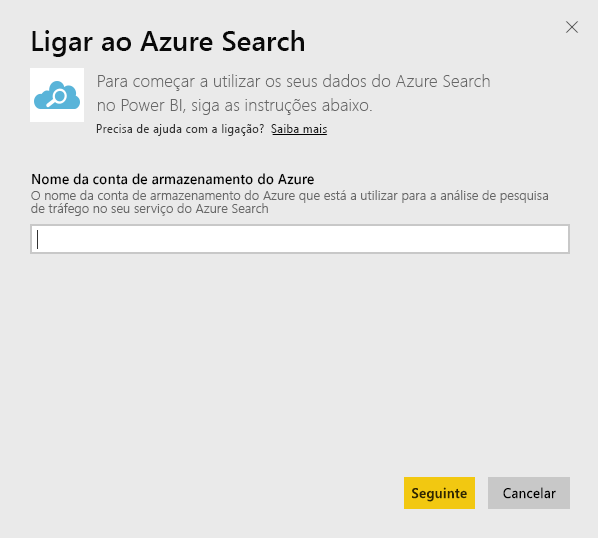 Ligar ao Azure Search
Para começar a utilizar os seus dados do Azure Search
no Power BI, siga as instruções abaixo.
Precisa de ajuda com a ligação? Saiba mais
Nome da conta de armazenamento do Azure
O nome da conta de armazenamento do Azure que está a utilizar para a análise de pesquisa
de tráfego no seu serviço do Azure Search
Seguinte Cancelar